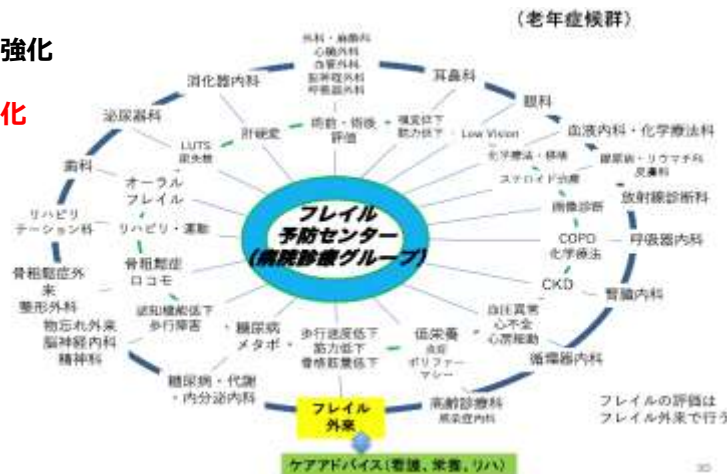 (老年症候群)
強化
化
外科・麻酔科
心臓外科
血管外科
脳神経外科
呼吸器外科
消化器内科
耳鼻科
泌尿器科
眼科
肝硬変
術前・術後
評価
嗅覚低下
聴力低下
Low Vision
血液内科・化学療法科
LUTS
尿失禁
化学療法・移植
歯科
オーラル
フレイル
ステロイド治療
膠原病・リウマチ科
皮膚科
放射線診断科
フレイル
予防センター
(病院診療グループ)
画像診断
リハビリ
テーション科
リハビリ・運動
COPD
化学療法
呼吸器内科
骨粗鬆症
ロコモ
CKD
腎臓内科
骨粗鬆症外
来
整形外科
認知機能低下
歩行障害
糖尿病
メタボ
歩行速度低下
筋力低下
骨格筋量低下
低栄養
炎症
ポリファー
マシー
血圧異常
心不全
心房細動
物忘れ外来
脳神経内科
精神科
循環器内科
糖尿病・代謝
・内分泌内科
フレイル
外来
高齢診療科
感染症内科
フレイルの評価は
フレイル外来で行う
ケアアドバイス(看護、栄養、リハ)